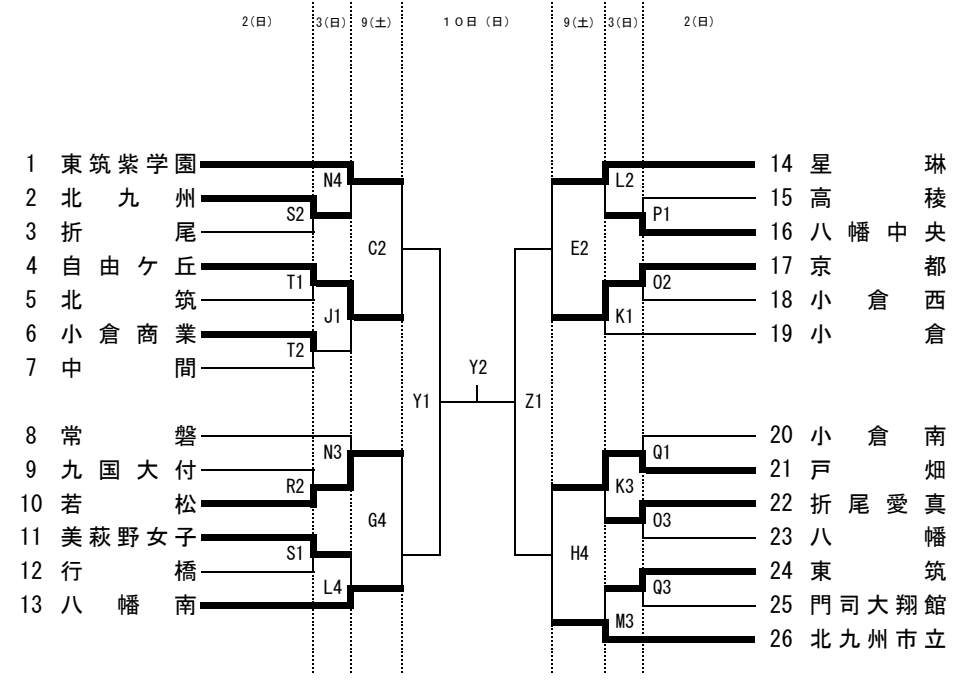 2(日) 3(日) 9(土) 10日(日) 9(土) 3(日) 2(日)
1 東筑紫学園
2 北九州
3 折尾
4 自由ケ丘
5 北筑
6 小倉商業
7 中間
8 常磐
9 九国大付
10 若松
11 美萩野女子
12 行橋
13 八幡南
N4
S2
C2
T1
J1
T2
Y1
N3
R2
G4
S1
L4
Y2
Z1
L2
P1
E2
O2
K1
Q1
K3
O3
H4
Q3
M3
14 星琳
15 高稜
16 八幡中央
17 京都
18 小倉西
19 小倉
20 小倉南
21 戸畑
22 折尾愛真
23 八幡
24 東筑
25 門司大翔館
26 北九州市立